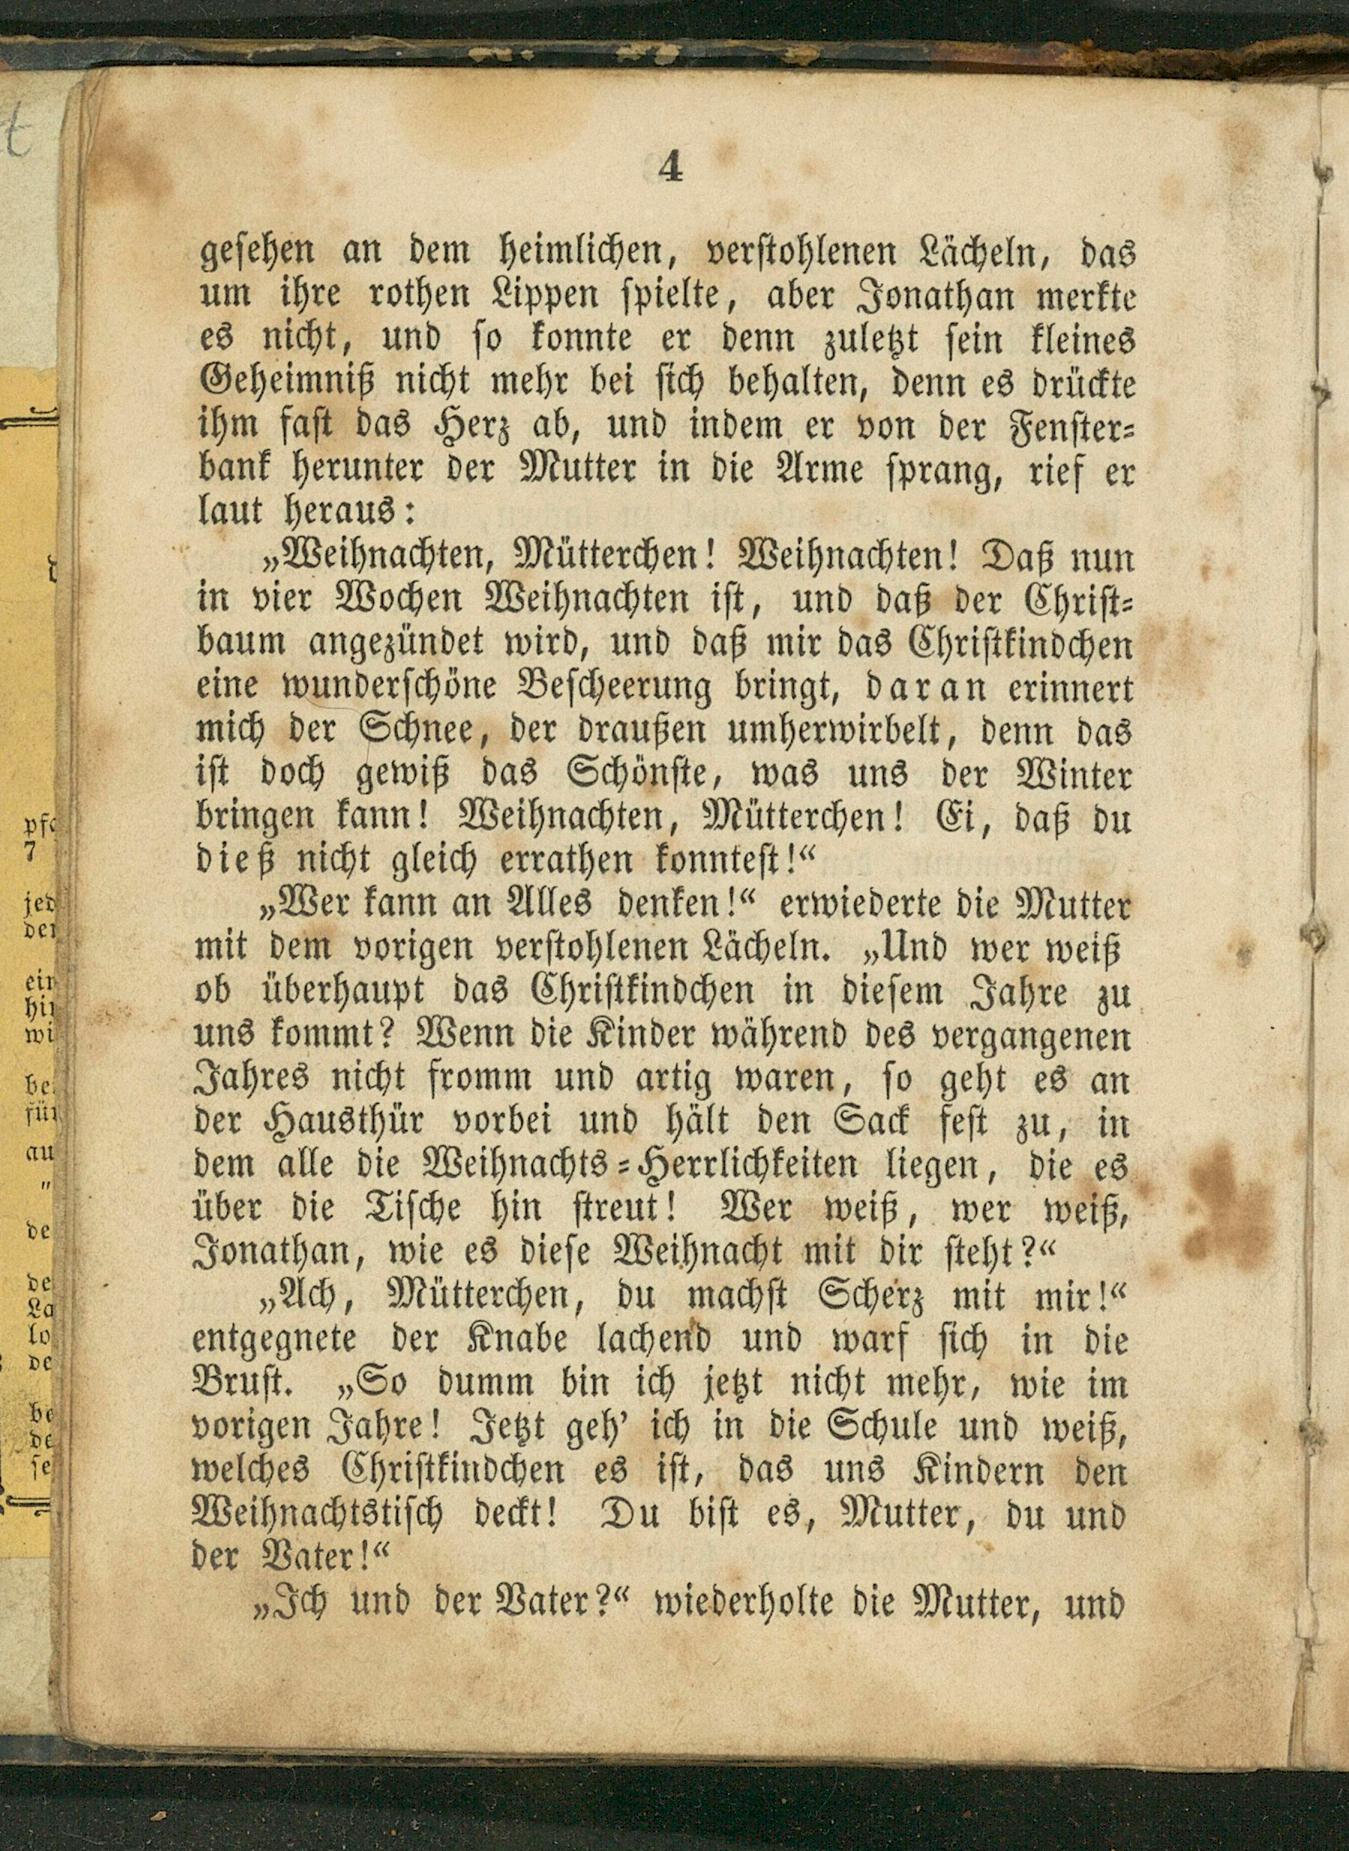 4
gesehen an dem heimlichen, verstohlenen Lächeln, das
um ihre rothen Lippen spielte, aber Jonathan merkte
es nicht, und so konnte er denn zuletzt sein kleines
Geheimniß nicht mehr bei sich behalten, denn es drückte
ihm fast das Herz ab, und indem er von der Fenster-
bank herunter der Mutter in die Arme sprang, rief er
laut heraus:
„Weihnachten, Mütterchen! Weihnachten! Daß nun
in vier Wochen Weihnachten ist, und daß der Christ-
baum angezündet wird, und daß mir das Christkindchen
eine wunderschöne Bescheerung bringt, daran erinnert
mich der Schnee, der draußen umherwirbelt, denn das
ist doch gewiß das Schönste, was uns der Winter
bringen kann! Weihnachten, Mütterchen! Ei, daß du
dieß nicht gleich errathen konntest!“
„Wer kann an Alles denken!“ erwiederte die Mutter
mit dem vorigen verstohlenen Lächeln. „Und wer weiß
ob überhaupt das Christkindchen in diesem Jahre zu
uns kommt? Wenn die Kinder während des vergangenen
Jahres nicht fromm und artig waren, so geht es an
der Hausthür vorbei und hält den Sack fest zu, in
dem alle die Weihnachts-Herrlichkeiten liegen, die es
über die Tische hin streut! Wer weiß, wer weiß,
Jonathan, wie es diese Weihnacht mit dir steht?“
„Ach, Mütterchen, du machst Scherz mit mir!“
entgegnete der Knabe lachend und warf sich in die
Brust. „So dumm bin ich jetzt nicht mehr, wie im
vorigen Jahre! Jetzt geh’ ich in die Schule und weiß,
welches Christkindchen es ist, das uns Kindern den
Weihnachtstisch deckt! Du bist es, Mutter, du und
der Vater!“
„Ich und der Vater?“ wiederholte die Mutter, und